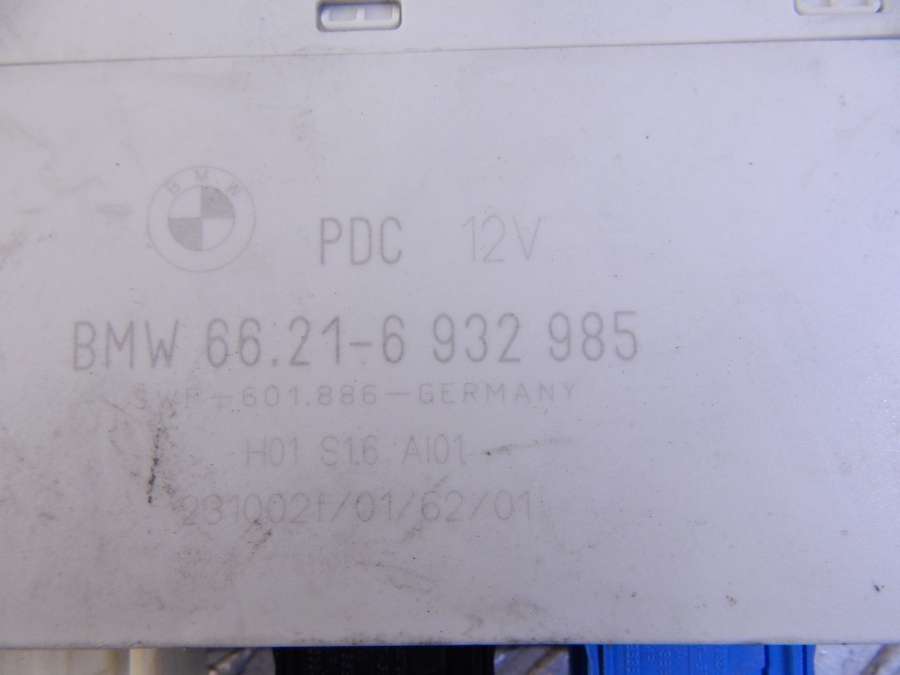 BMW
PDC 12V
BMW 66.21-6 932 985
SWF-601.886-GERMANY
H01 S1.6 AI01
231002f/01/62/01